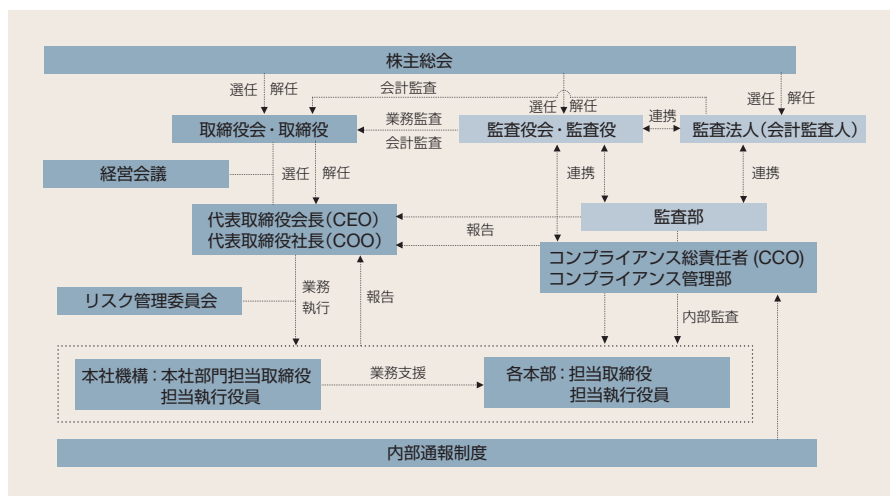 株主総会
選任 解任
会計監査
選任 解任
選任 解任
取締役会・取締役
業務監査
会計監査
監査役会・監査役
連携
監査法人(会計監査人)
経営会議
選任 解任
連携
連携
代表取締役会長(CEO)
代表取締役社長(COO)
報告
監査部
コンプライアンス総責任者 (CCO)
コンプライアンス管理部
リスク管理委員会
業務
執行
報告
内部監査
本社機構:本社部門担当取締役
担当執行役員
業務支援
各本部:担当取締役
担当執行役員
内部通報制度